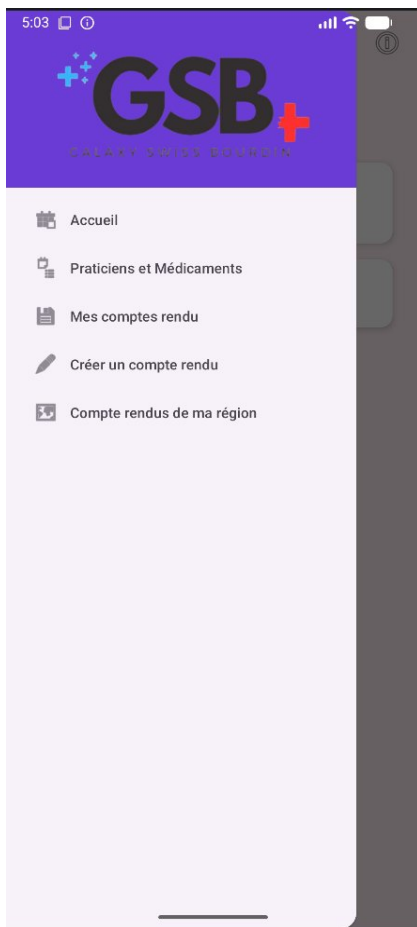 5:03
GSB
GALAXY SWISS BOURDIN
Accueil
Praticiens et Médicaments
Mes comptes rendu
Créer un compte rendu
Compte rendus de ma région